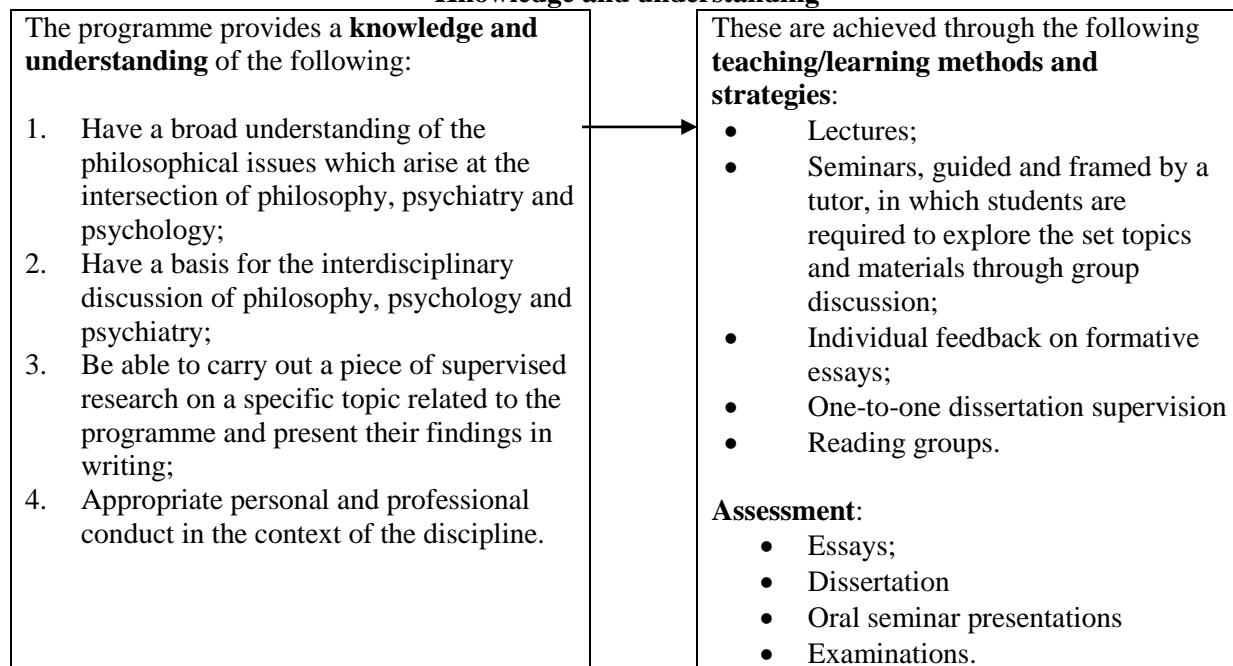 Knowledge and understanding
The programme provides a knowledge and
understanding of the following:
1. Have a broad understanding of the
philosophical issues which arise at the
intersection of philosophy, psychiatry and
psychology;
2. Have a basis for the interdisciplinary
discussion of philosophy, psychology and
psychiatry;
3. Be able to carry out a piece of supervised
research on a specific topic related to the
programme and present their findings in
writing;
4. Appropriate personal and professional
conduct in the context of the discipline.
These are achieved through the following
teaching/learning methods and
strategies:
• Lectures;
• Seminars, guided and framed by a
tutor, in which students are
required to explore the set topics
and materials through group
discussion;
• Individual feedback on formative
essays;
• One-to-one dissertation supervision
• Reading groups.
Assessment:
• Essays;
• Dissertation
• Oral seminar presentations
• Examinations.